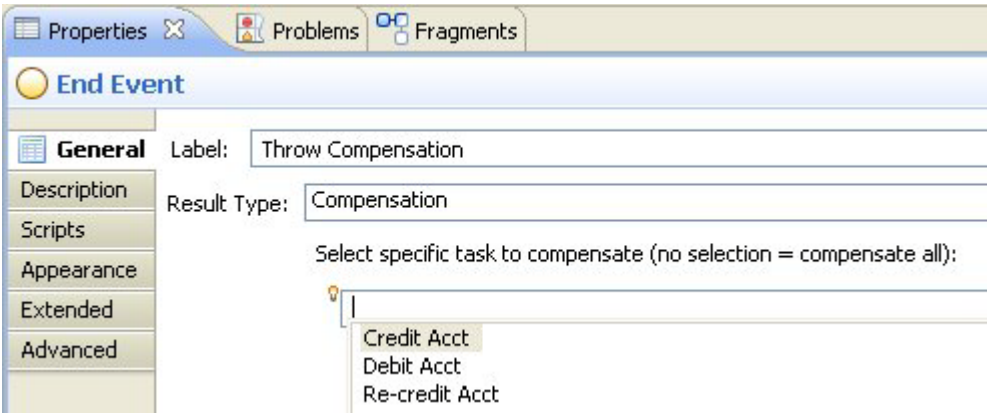 Properties Problems Fragments
End Event
General Label: Throw Compensation
Description
Result Type: Compensation
Scripts
Select specific task to compensate (no selection = compensate all):
Appearance
Extended
Credit Acct
Advanced
Debit Acct
Re-credit Acct